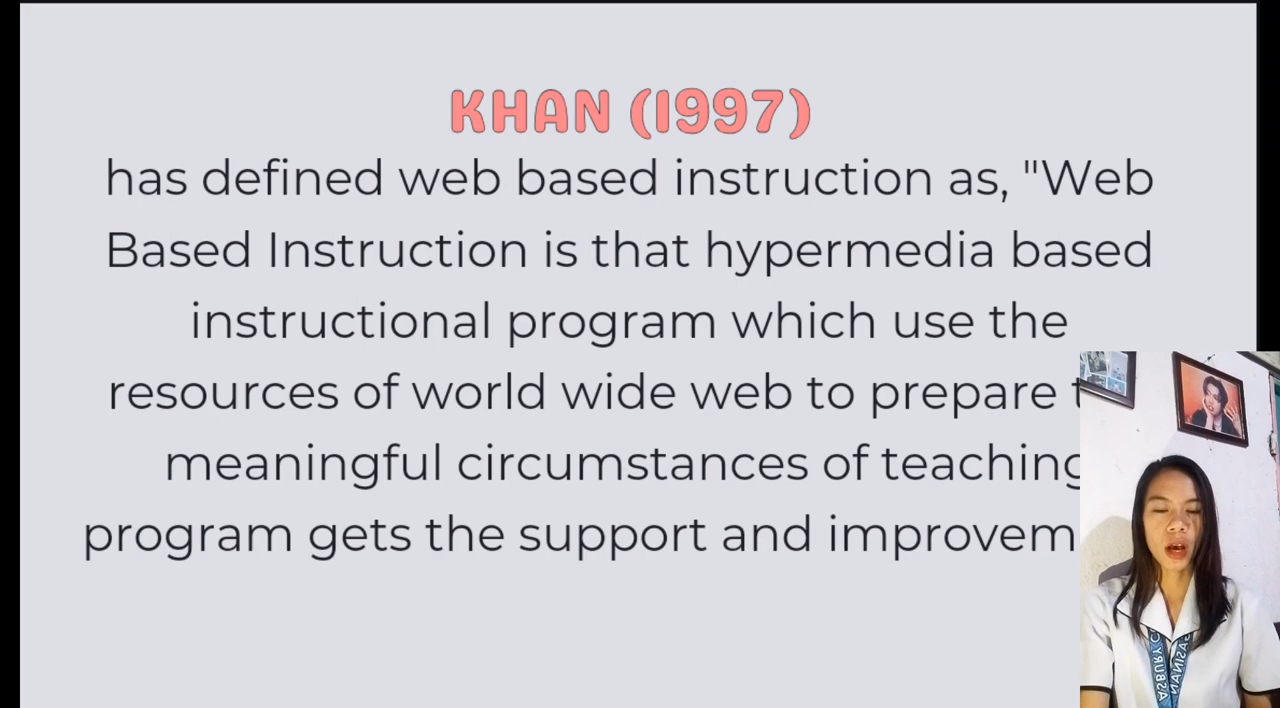 KHAN (1997)
has defined web based instruction as, "Web
Based Instruction is that hypermedia based
instructional program which use the
resources of world wide web to prepare
meaningful circumstances of teaching
program gets the support and
ASBURY C